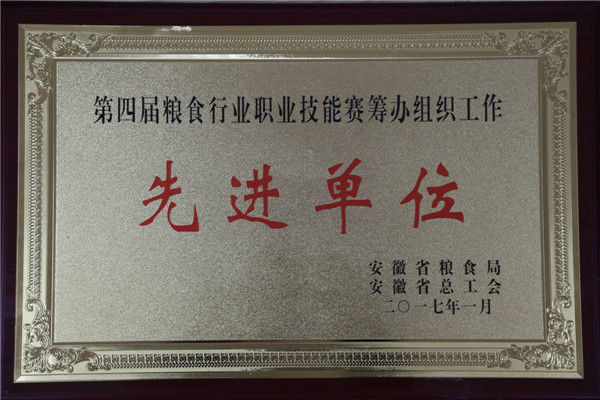 第四届粮食行业职业技能赛筹办组织工作
先进单位
安徽省粮食局
安徽省总工会
二〇一七年一月